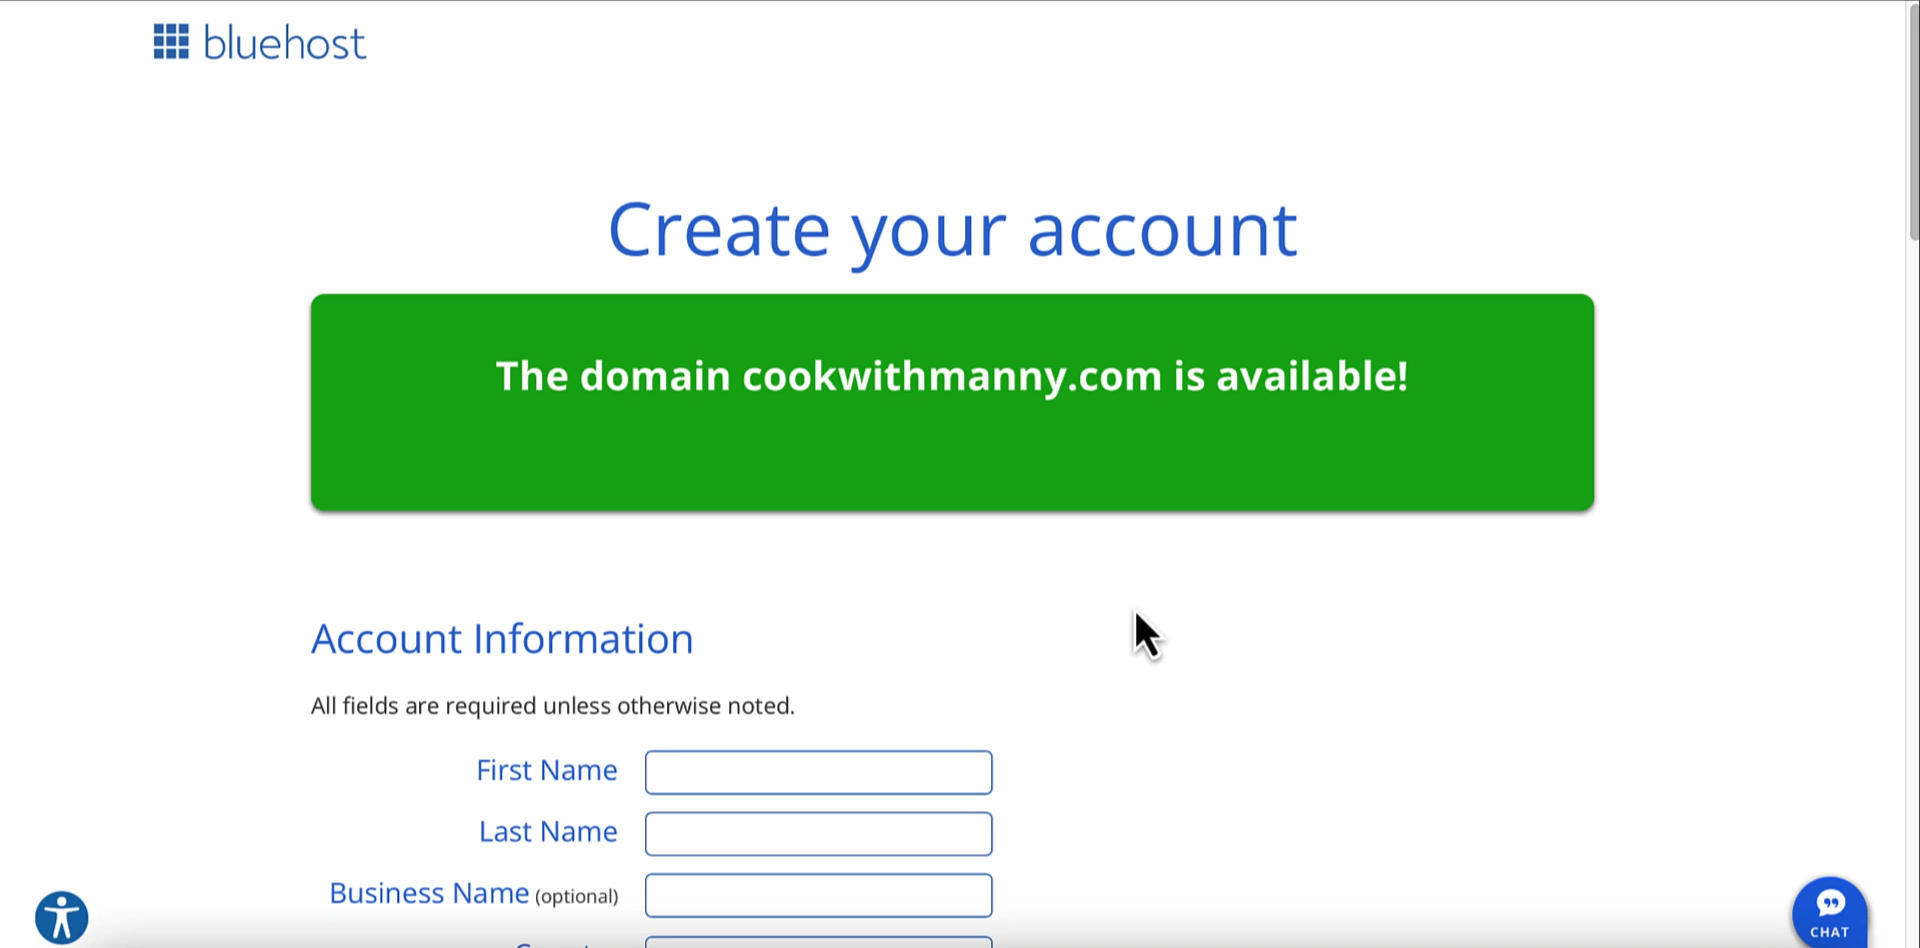 bluehost
Create your account
The domain cookwithmanny.com is available!
Account Information
All fields are required unless otherwise noted.
First Name
Last Name
Business Name (optional)
CHAT